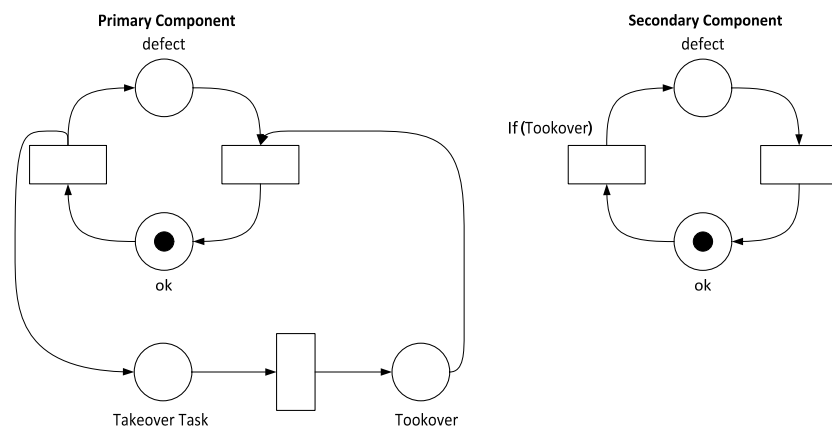 Primary Component
defect
ok
Takeover Task
Tookover
Secondary Component
defect
If (Tookover)
ok